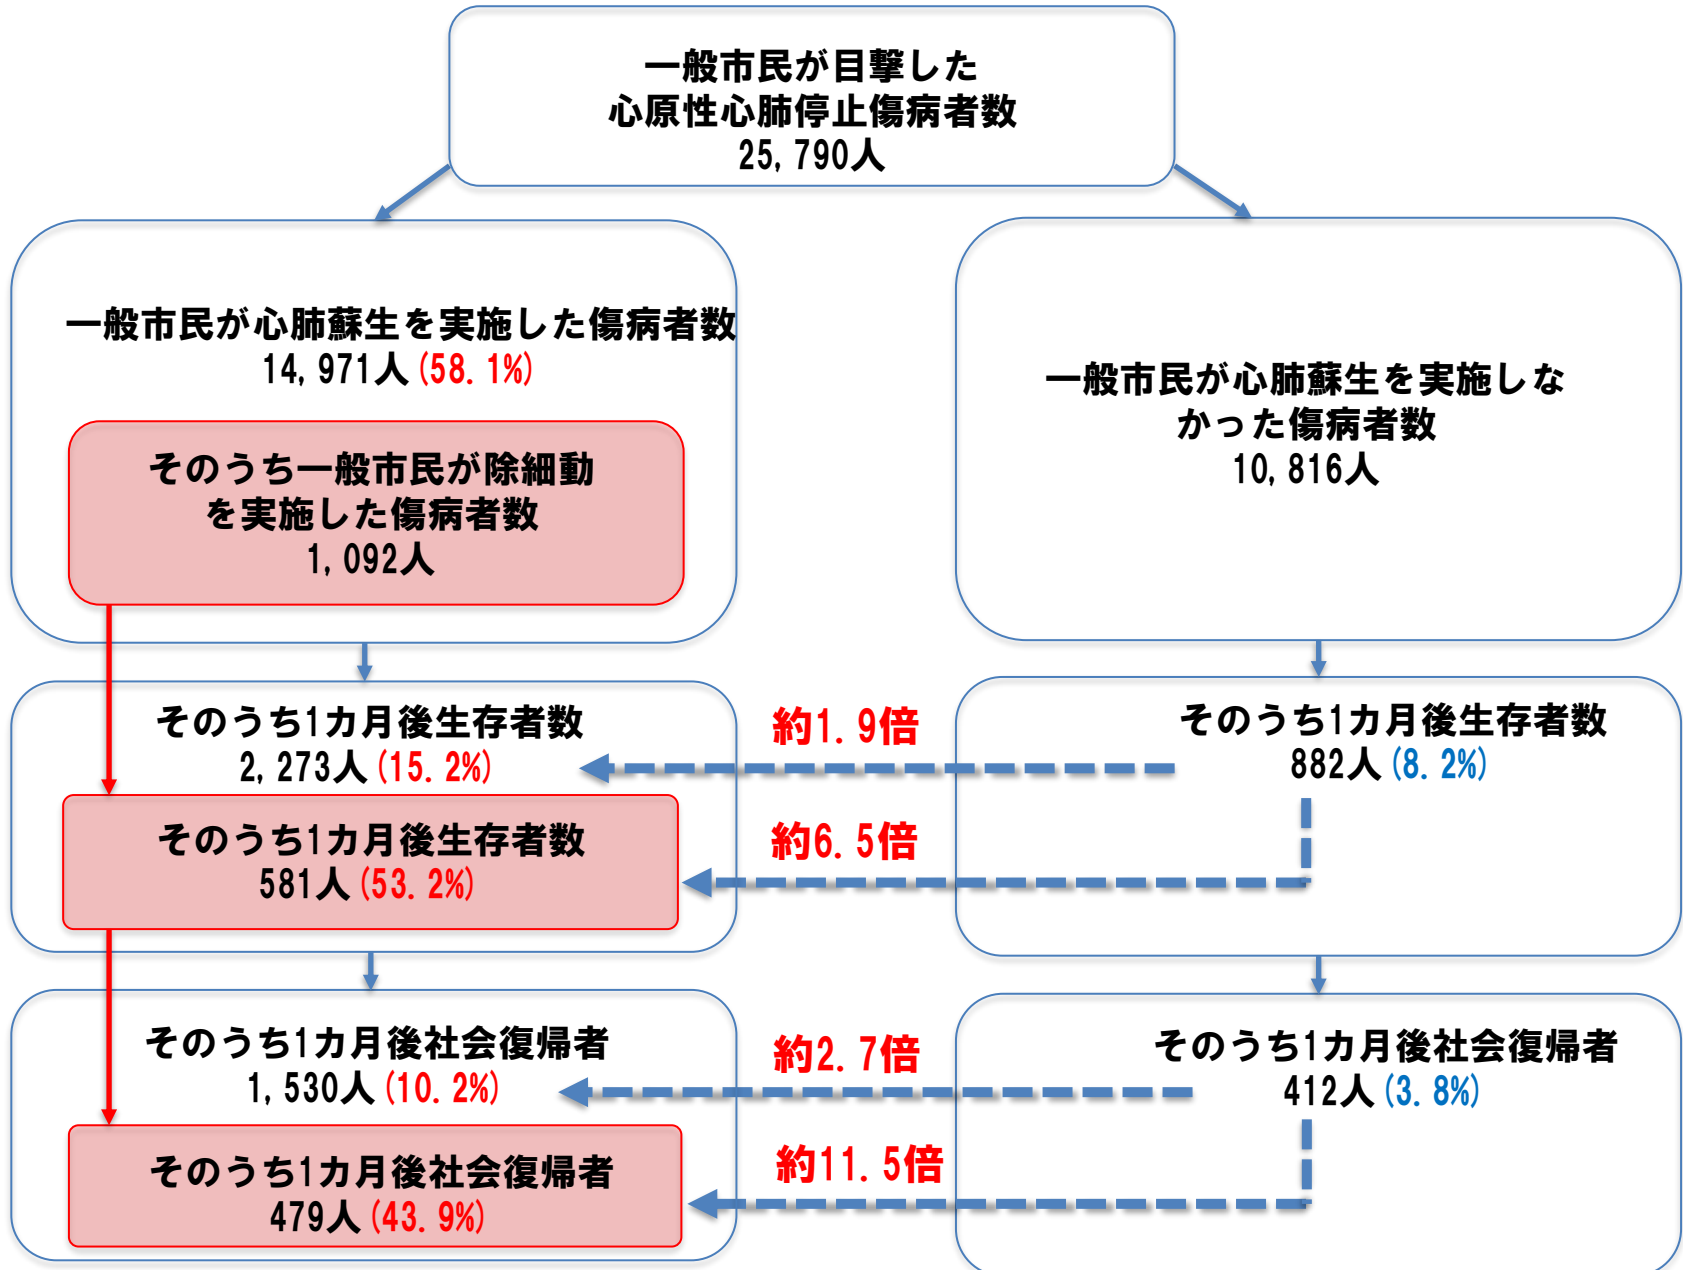 一般市民が目撃した
心原性心肺停止傷病者数
25,790人
一般市民が心肺蘇生を実施した傷病者数
14,971人(58.1%)
そのうち一般市民が除細動
を実施した傷病者数
1,092人
一般市民が心肺蘇生を実施しな
かった傷病者数
10,816人
そのうち1カ月後生存者数
2,273人(15.2%)
約1.9倍
そのうち1カ月後生存者数
882人(8.2%)
そのうち1カ月後生存者数
581人(53.2%)
約6.5倍
そのうち1カ月後社会復帰者
1,530人(10.2%)
約2.7倍
そのうち1カ月後社会復帰者
412人(3.8%)
そのうち1カ月後社会復帰者
479人(43.9%)
約11.5倍